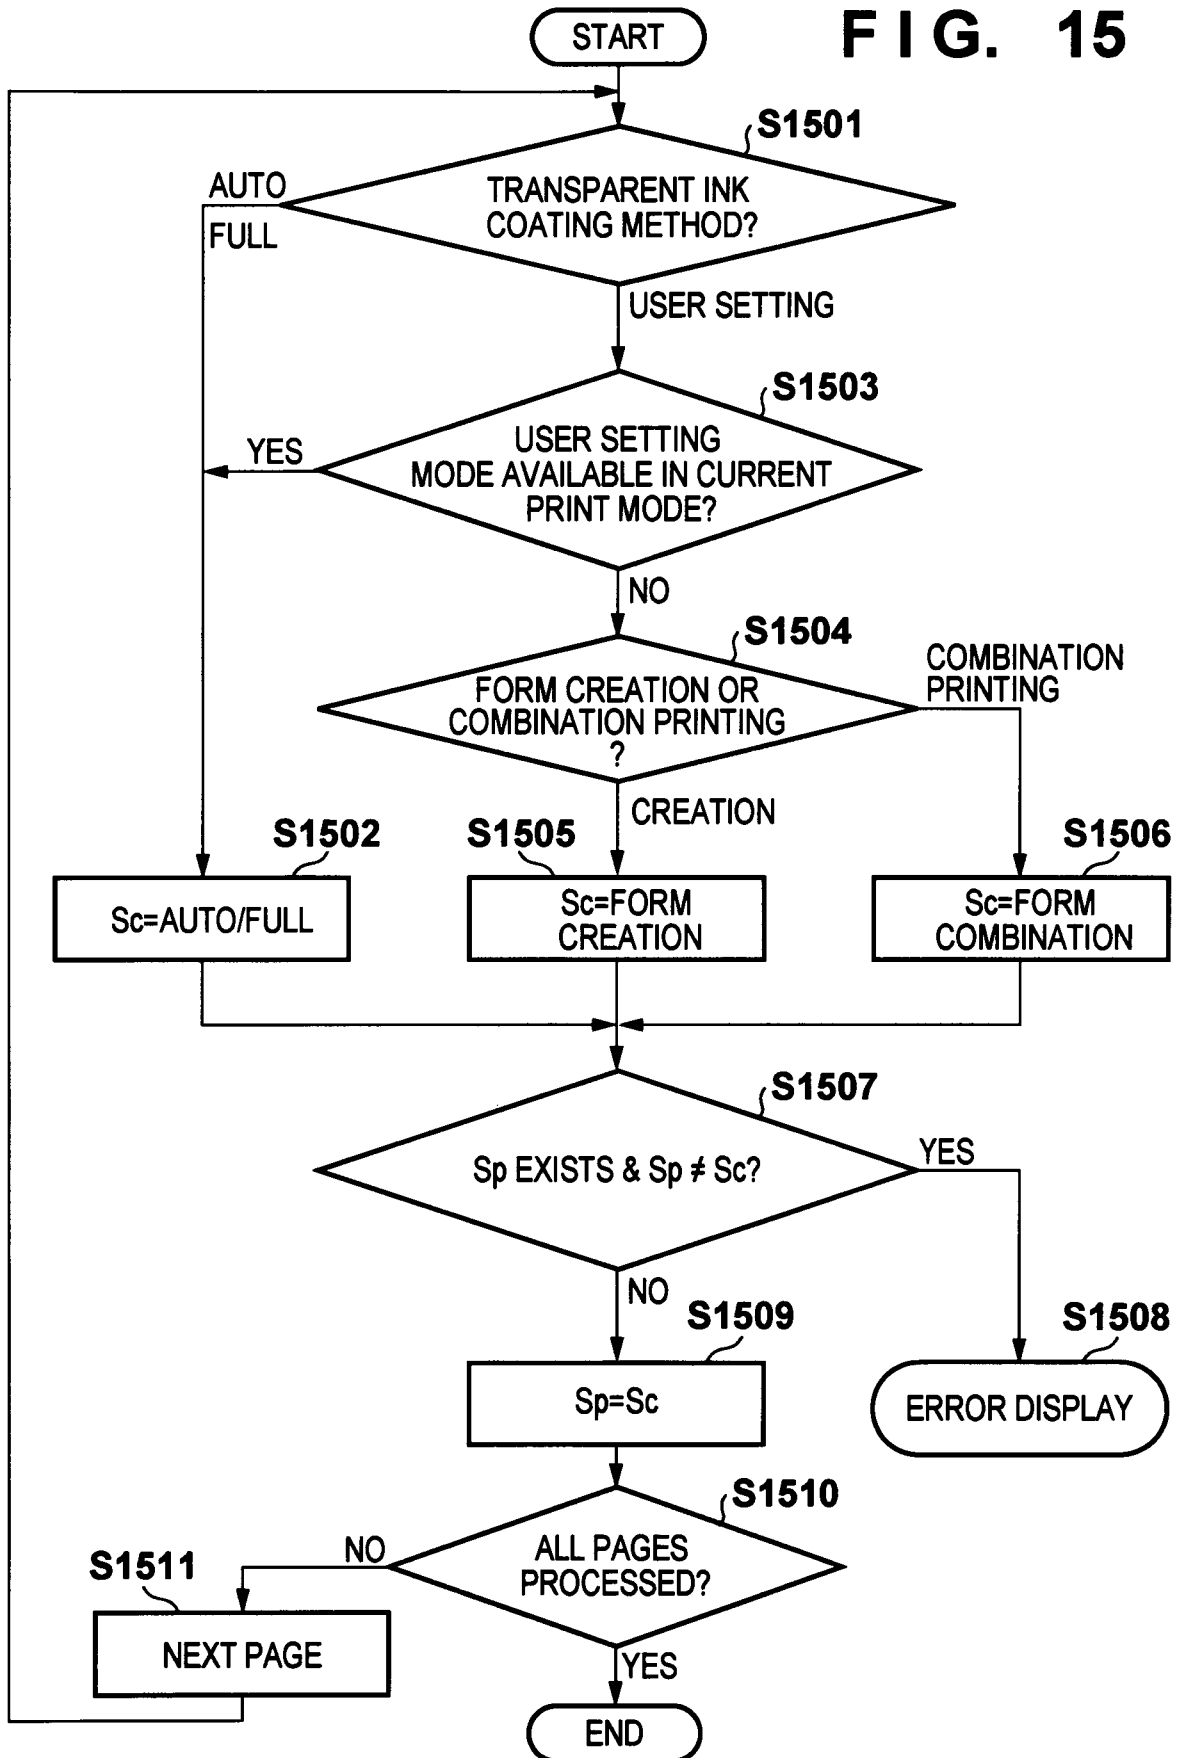 START
FIG. 15
S1501
AUTO
FULL
TRANSPARENT INK
COATING METHOD?
USER SETTING
S1503
YES
USER SETTING
MODE AVAILABLE IN CURRENT
PRINT MODE?
NO
S1504
COMBINATION
PRINTING
FORM CREATION OR
COMBINATION PRINTING
?
CREATION
S1502
S1505
S1506
Sc=AUTO/FULL
Sc=FORM
CREATION
Sc=FORM
COMBINATION
S1507
YES
Sp EXISTS & Sp ≠ Sc?
NO
S1509
S1508
Sp=Sc
ERROR DISPLAY
S1510
NO
ALL PAGES
PROCESSED?
S1511
NEXT PAGE
YES
END